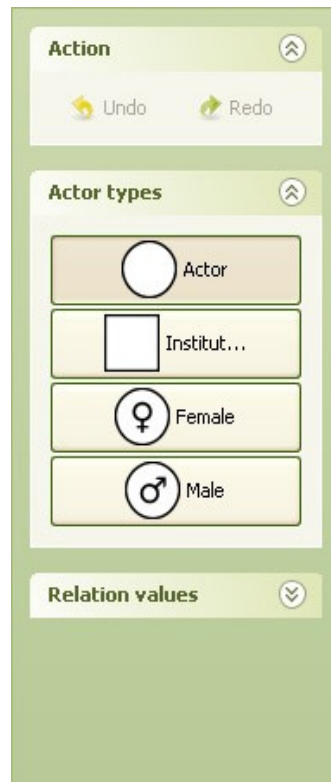 Action
Undo Redo
Actor types
Actor
Institut...
Female
Male
Relation values